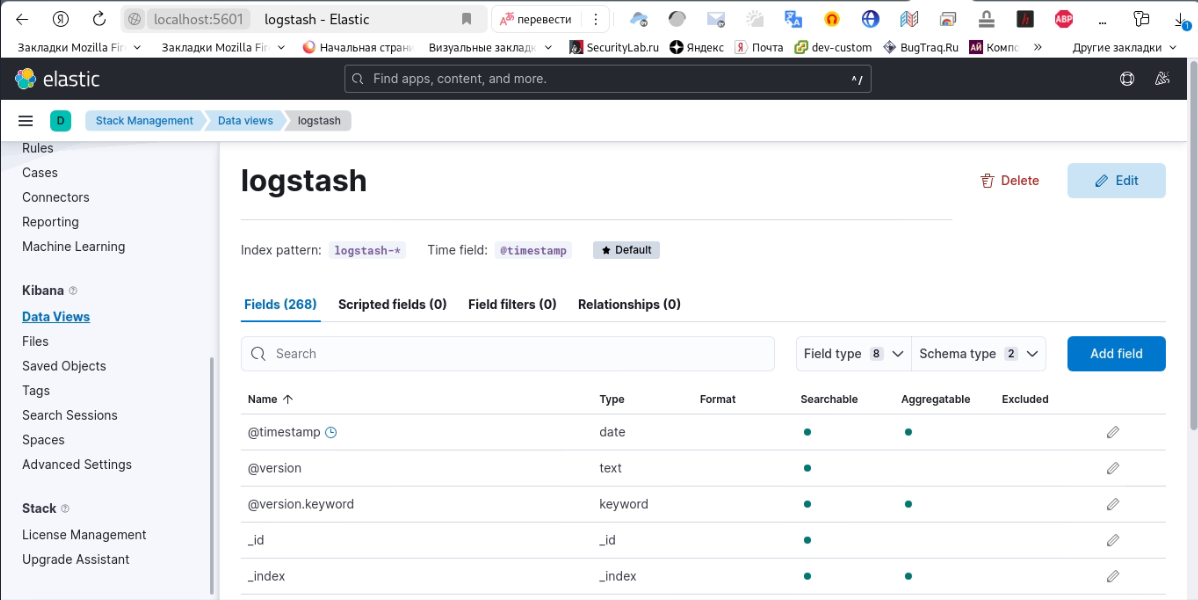 localhost:5601 logstash - Elastic перевести
Закладки Mozilla Fir Закладки Mozilla Fir Начальная страни Визуальные заклад SecurityLab.ru Яндекс Почта dev-custom BugTraq.Ru Компо » Другие закладки
elastic Find apps, content, and more. ^/
D Stack Management Data views logstash
Rules
Cases
Connectors
Reporting
Machine Learning
Kibana
Data Views
Files
Saved Objects
Tags
Search Sessions
Spaces
Advanced Settings
Stack
License Management
Upgrade Assistant
logstash Delete Edit
Index pattern: logstash-* Time field: @timestamp Default
Fields (268) Scripted fields (0) Field filters (0) Relationships (0)
Search Field type 8 Schema type 2 Add field
Name Type Format Searchable Aggregatable Excluded
@timestamp date
@version text
@version.keyword keyword
_id _id
_index _index